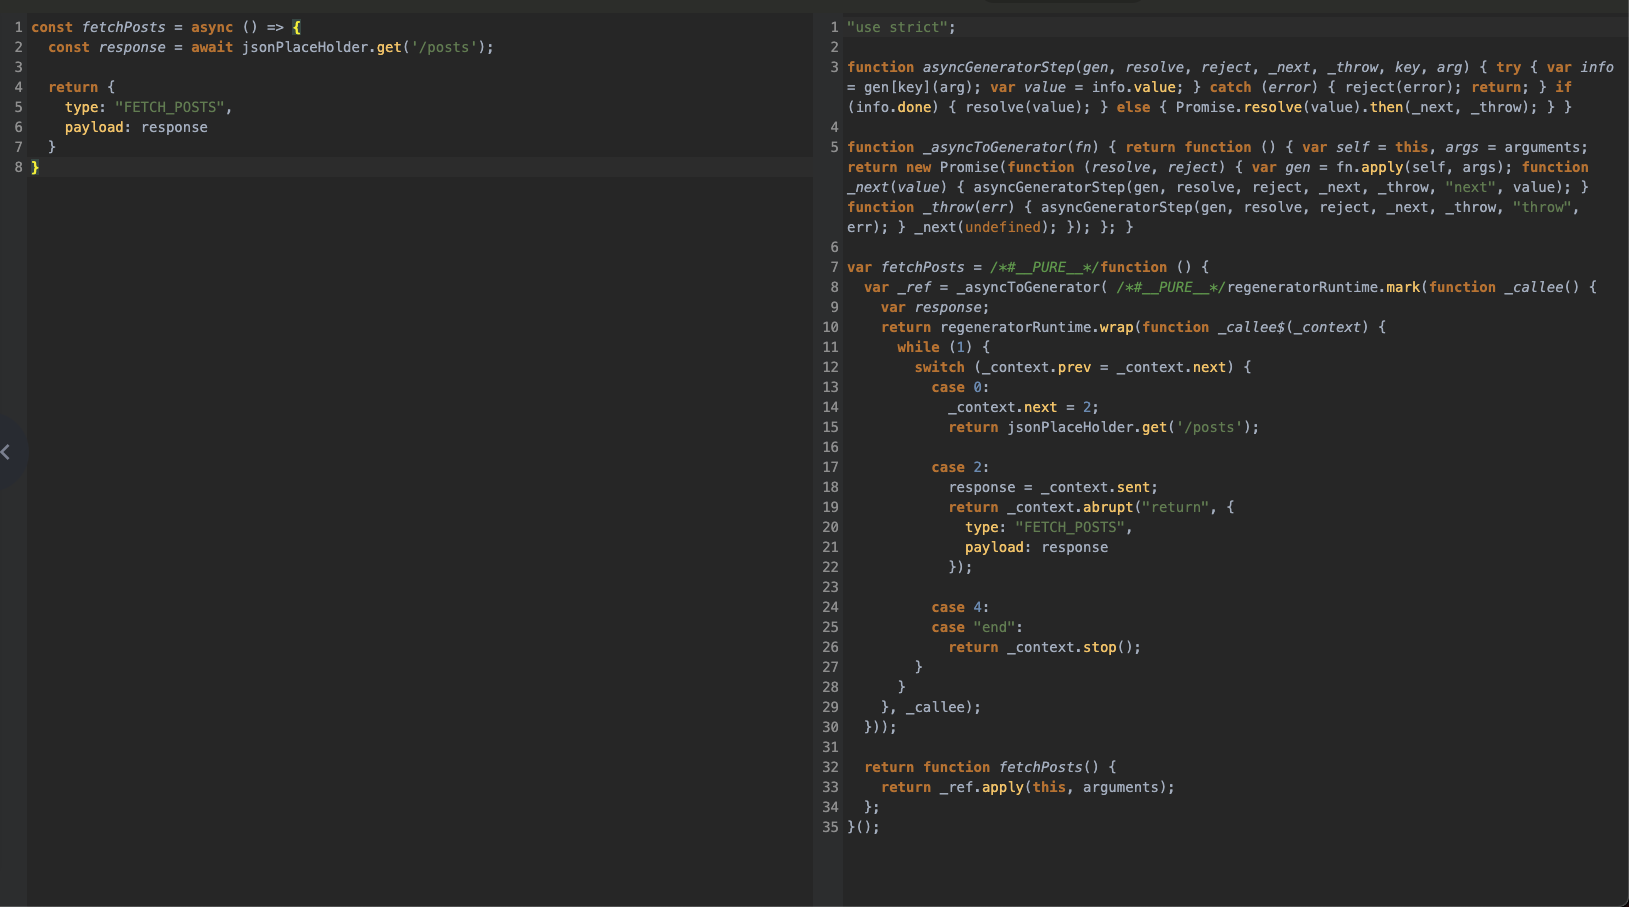 1 const fetchPosts = async () => {
2   const response = await jsonPlaceHolder.get('/posts');
3
4   return {
5     type: "FETCH_POSTS",
6     payload: response
7   }
8 }
1 "use strict";
2
3 function asyncGeneratorStep(gen, resolve, reject, _next, _throw, key, arg) { try { var info
= gen[key](arg); var value = info.value; } catch (error) { reject(error); return; } if
(info.done) { resolve(value); } else { Promise.resolve(value).then(_next, _throw); } }
4
5 function _asyncToGenerator(fn) { return function () { var self = this, args = arguments;
return new Promise(function (resolve, reject) { var gen = fn.apply(self, args); function
_next(value) { asyncGeneratorStep(gen, resolve, reject, _next, _throw, "next", value); }
function _throw(err) { asyncGeneratorStep(gen, resolve, reject, _next, _throw, "throw",
err); } _next(undefined); }); }; }
6
7 var fetchPosts = /*#__PURE__*/function () {
8   var _ref = _asyncToGenerator( /*#__PURE__*/regeneratorRuntime.mark(function _callee() {
9     var response;
10     return regeneratorRuntime.wrap(function _callee$(_context) {
11       while (1) {
12         switch (_context.prev = _context.next) {
13           case 0:
14             _context.next = 2;
15             return jsonPlaceHolder.get('/posts');
16
17           case 2:
18             response = _context.sent;
19             return _context.abrupt("return", {
20               type: "FETCH_POSTS",
21               payload: response
22             });
23
24           case 4:
25           case "end":
26             return _context.stop();
27         }
28       }
29     }, _callee);
30   }));
31
32   return function fetchPosts() {
33     return _ref.apply(this, arguments);
34   };
35 }();